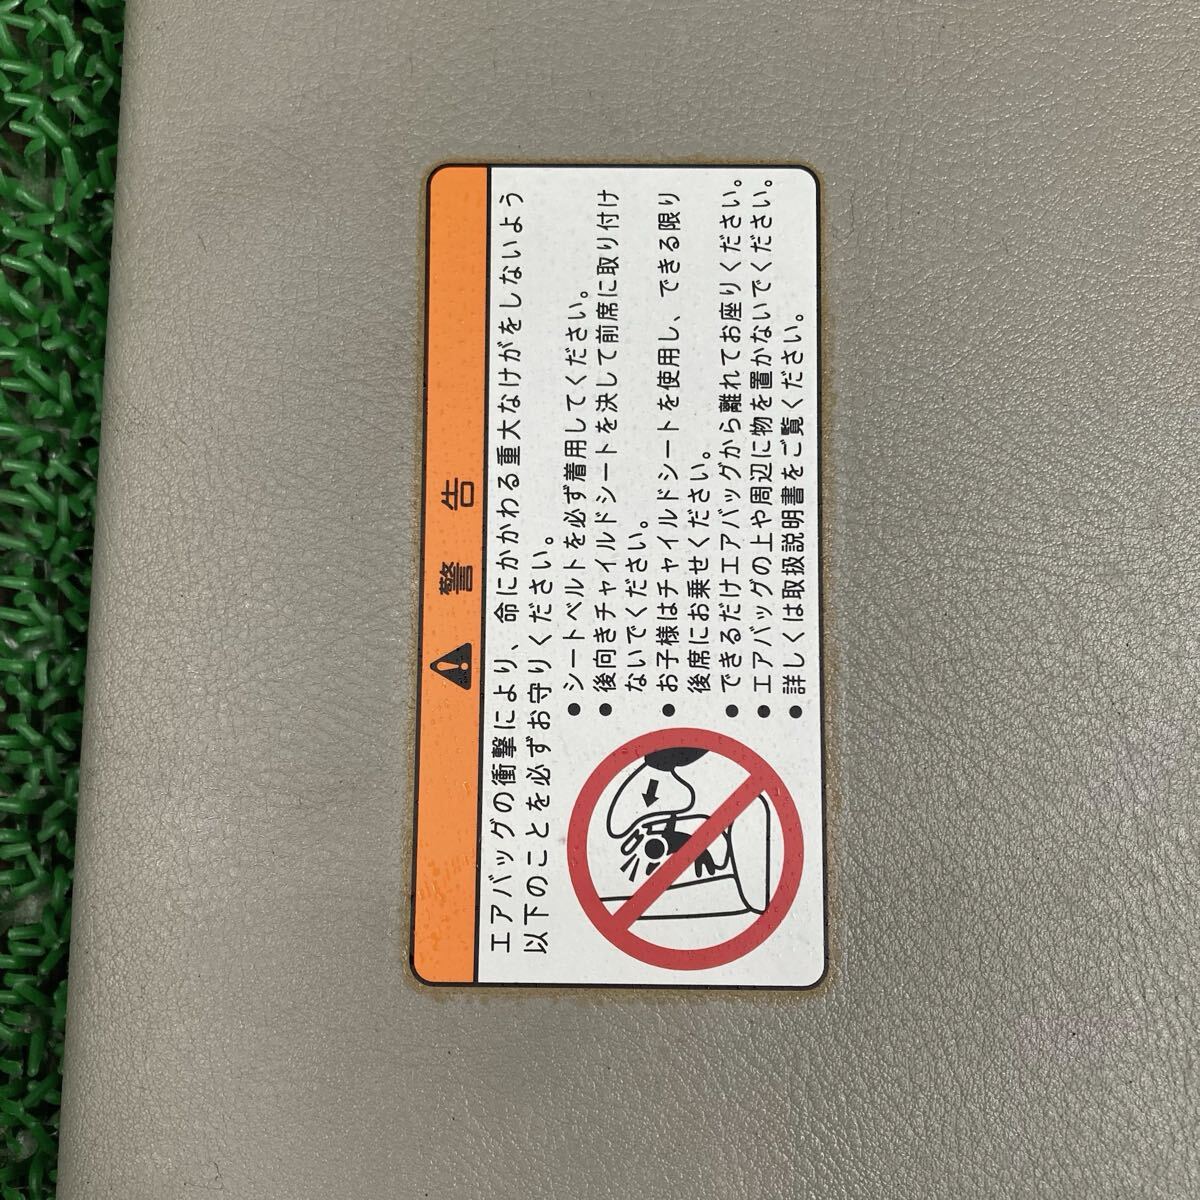 警告
エアバッグの衝撃により、命にかかわる重大なけがをしないよう
以下のことを必ずお守りください。
● シートベルトを必ず着用してください。
● 後向きチャイルドシートを決して前席に取り付け
ないでください。
● お子様はチャイルドシートを使用し、できる限り
後席にお乗せください。
● できるだけエアバッグから離れてお座りください。
● エアバッグの上や周辺に物を置かないでください。
● 詳しくは取扱説明書をご覧ください。